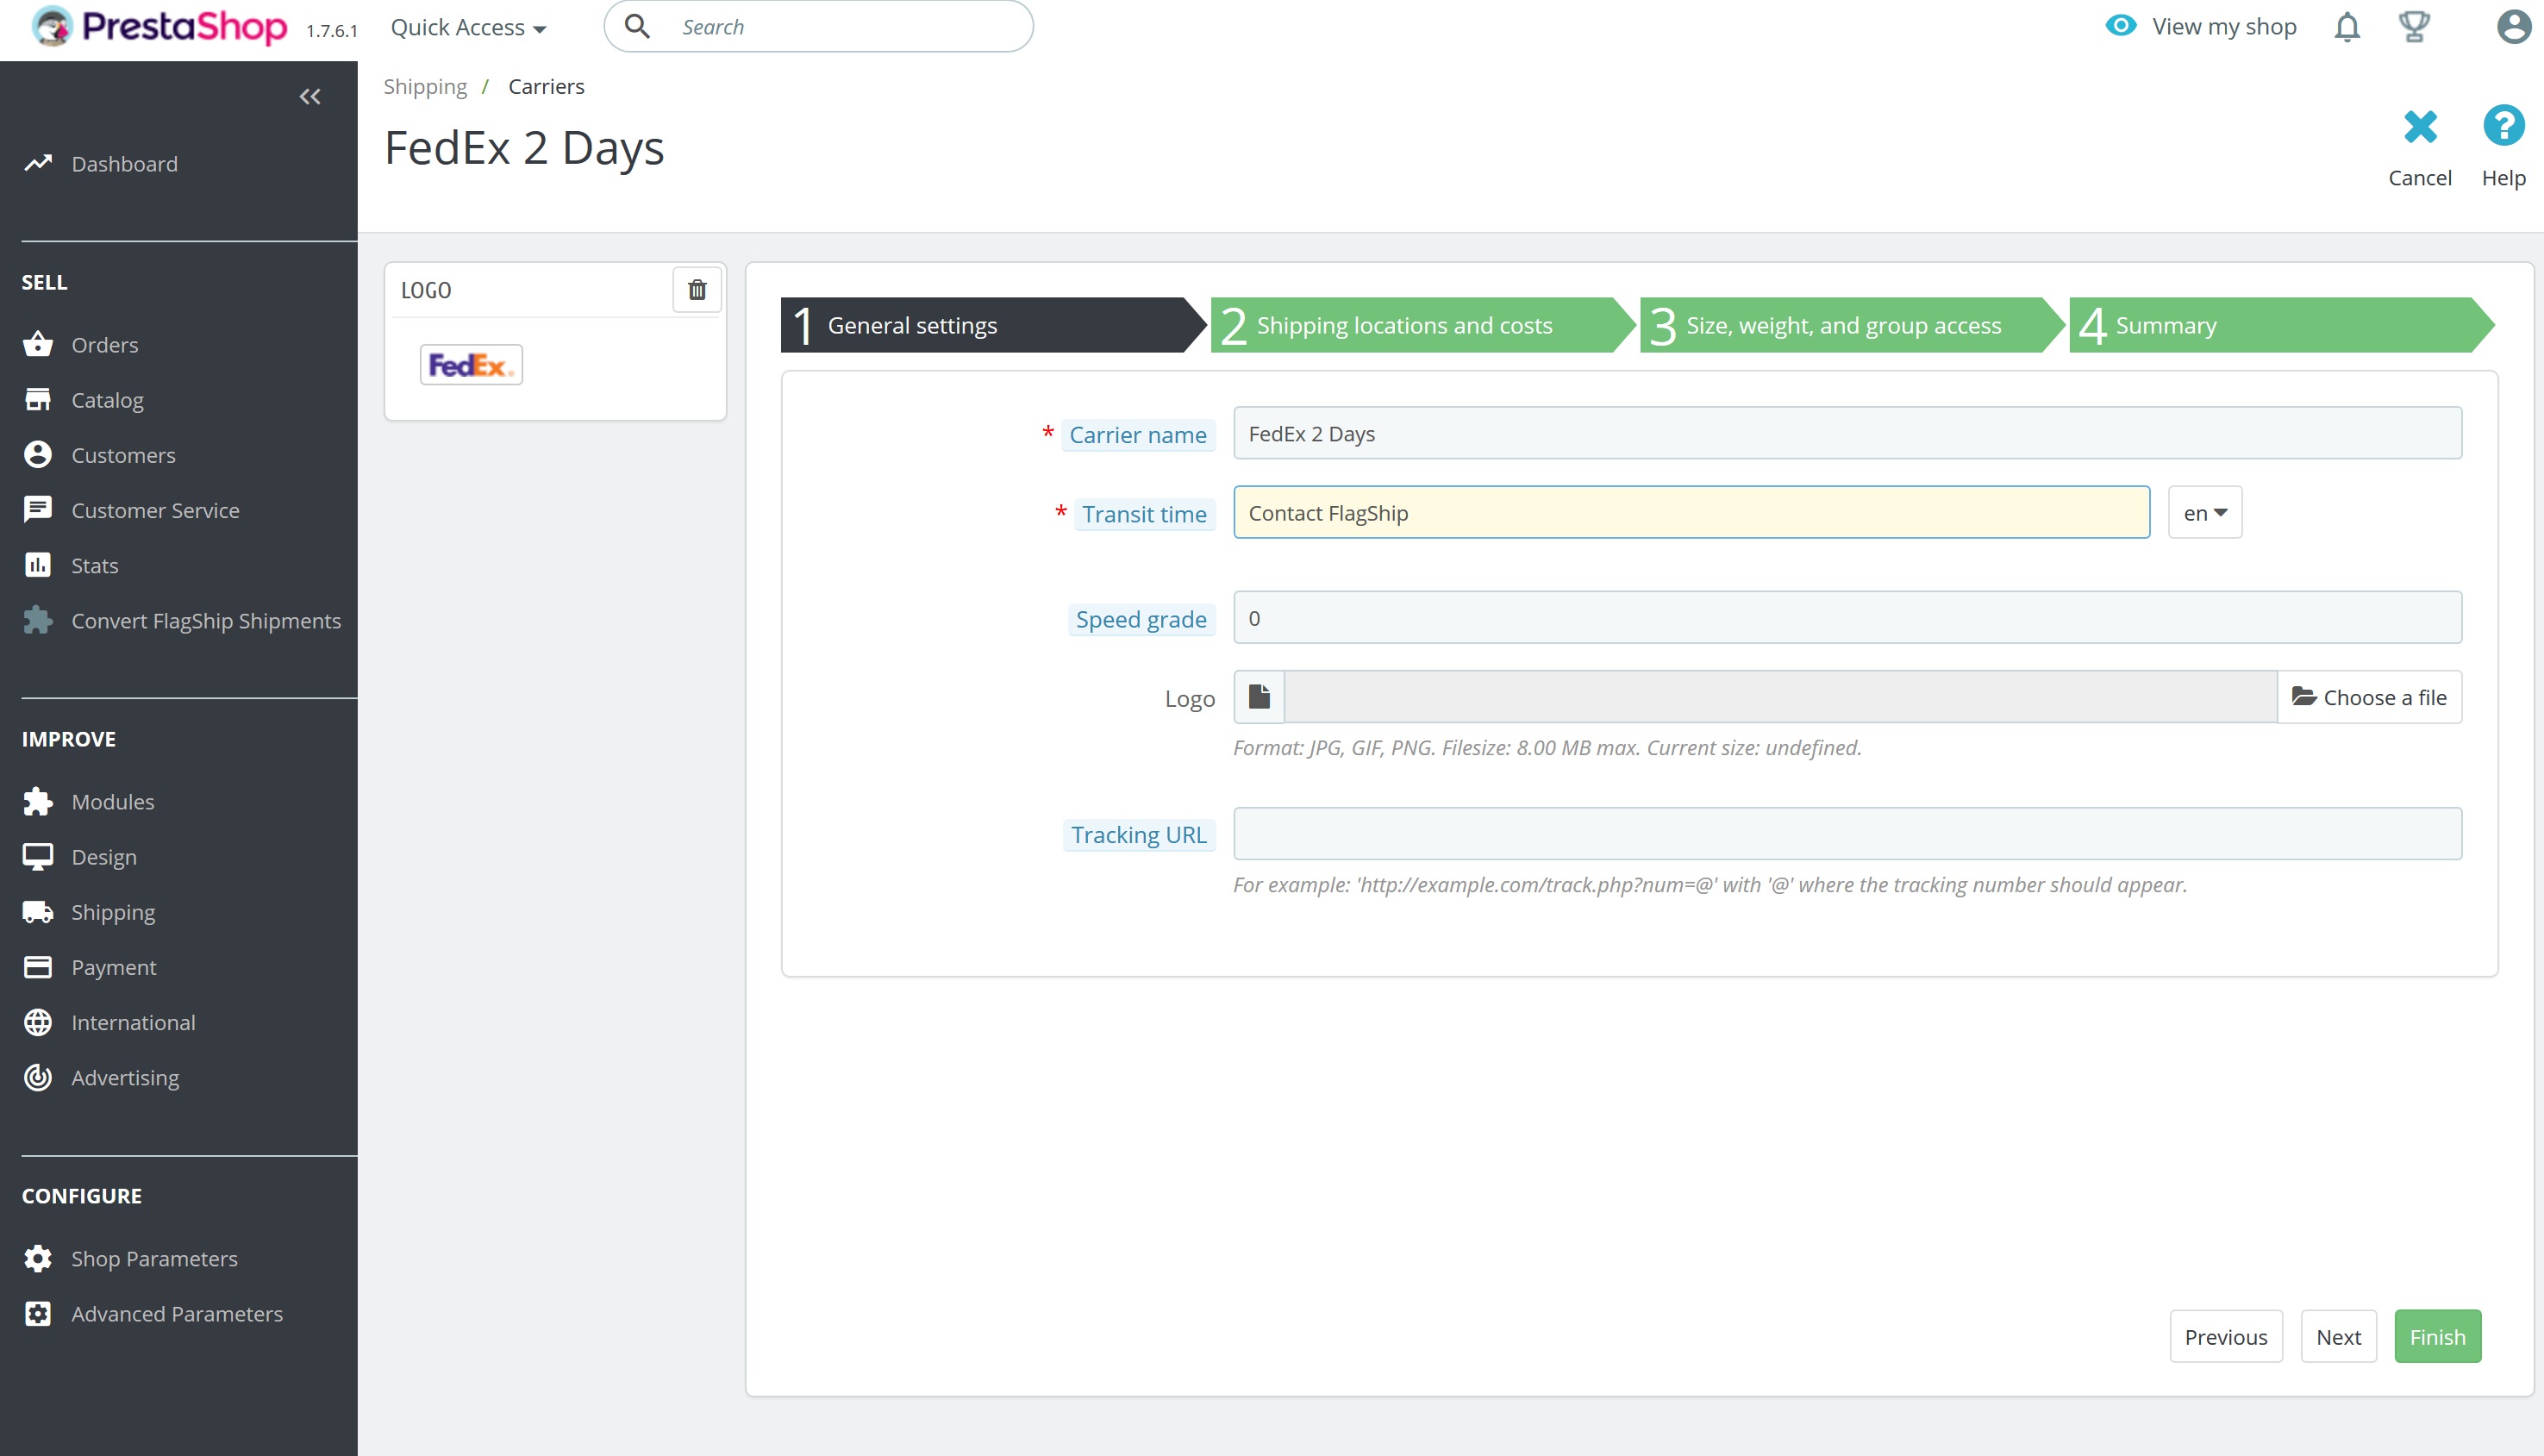 PrestaShop 1.7.6.1 Quick Access Search View my shop
Shipping / Carriers
FedEx 2 Days
Cancel Help
Dashboard
SELL
Orders
Catalog
Customers
Customer Service
Stats
Convert FlagShip Shipments
IMPROVE
Modules
Design
Shipping
Payment
International
Advertising
CONFIGURE
Shop Parameters
Advanced Parameters
LOGO
FedEx.
1 General settings 2 Shipping locations and costs 3 Size, weight, and group access 4 Summary
* Carrier name FedEx 2 Days
* Transit time Contact FlagShip en
Speed grade 0
Logo Choose a file
Format: JPG, GIF, PNG. Filesize: 8.00 MB max. Current size: undefined.
Tracking URL
For example: 'http://example.com/track.php?num=@' with '@' where the tracking number should appear.
Previous Next Finish